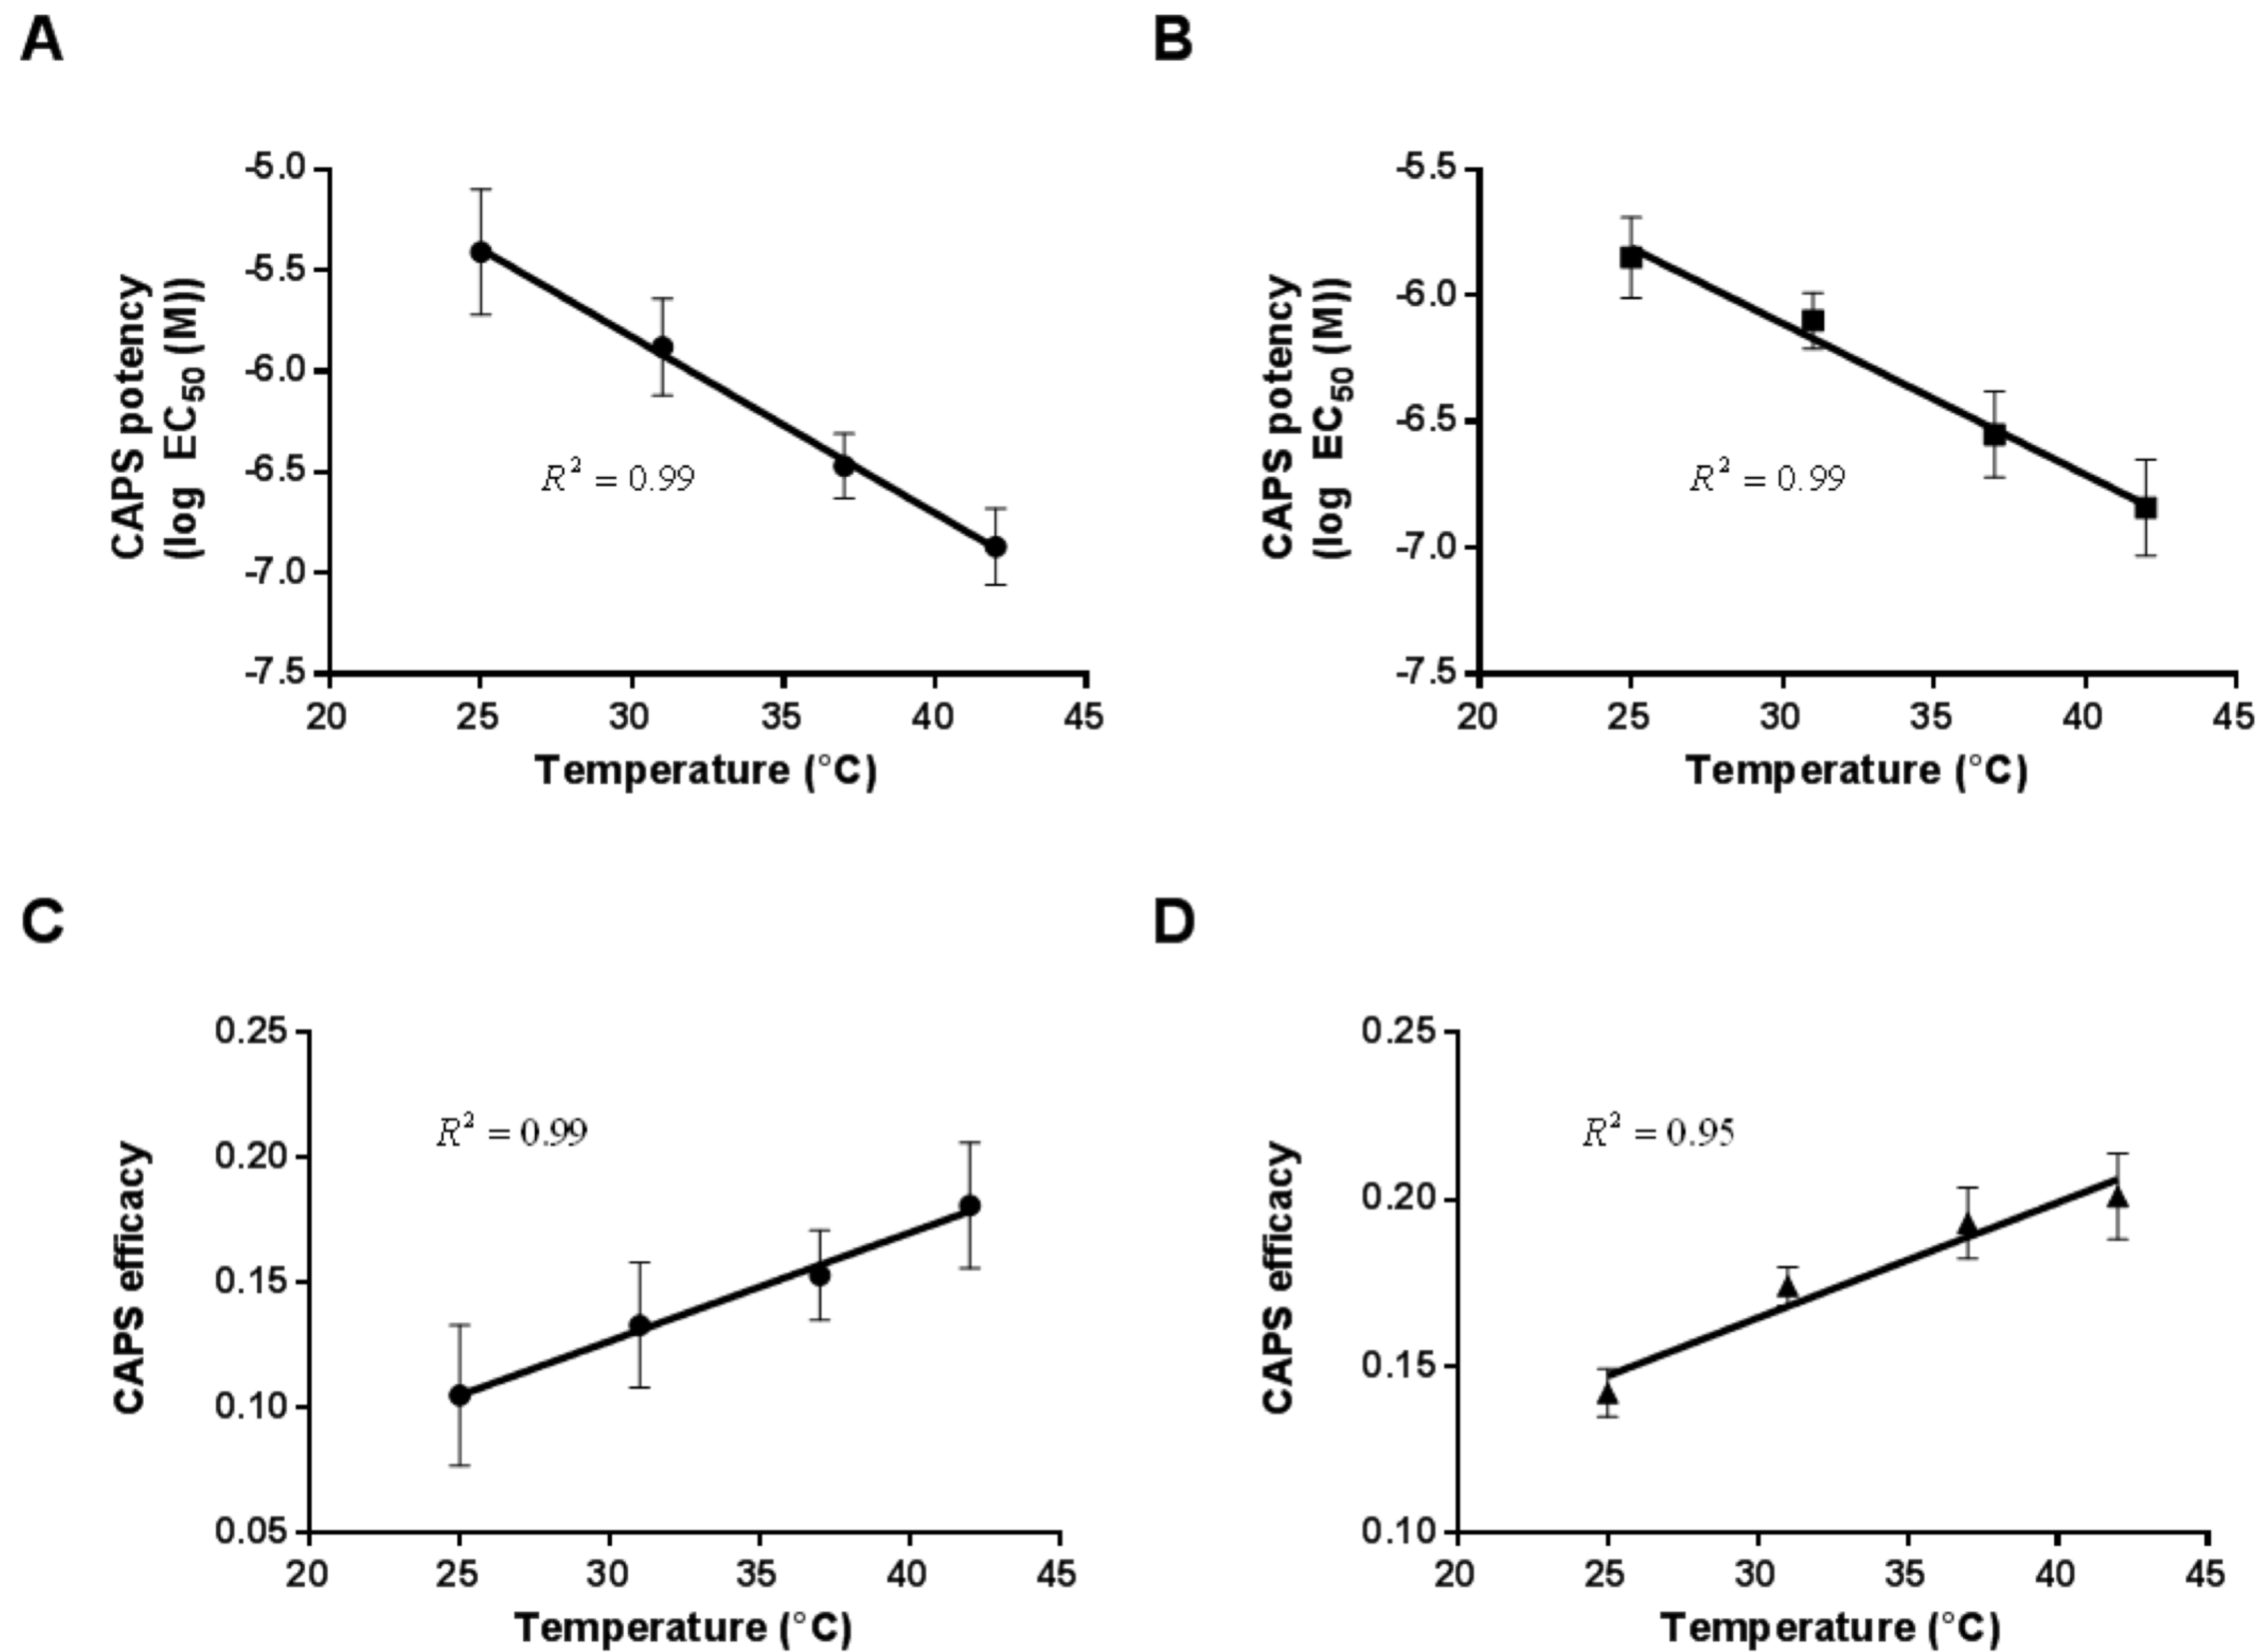 A
CAPS potency
(log EC50 (M))
-5.0
-5.5
-6.0
-6.5
-7.0
-7.5
R² = 0.99
20 25 30 35 40 45
Temperature (°C)
B
CAPS potency
(log EC50 (M))
-5.5
-6.0
-6.5
-7.0
-7.5
R² = 0.99
20 25 30 35 40 45
Temperature (°C)
C
CAPS efficacy
0.25
0.20
0.15
0.10
0.05
R² = 0.99
20 25 30 35 40 45
Temperature (°C)
D
CAPS efficacy
0.25
0.20
0.15
0.10
R² = 0.95
20 25 30 35 40 45
Temperature (°C)